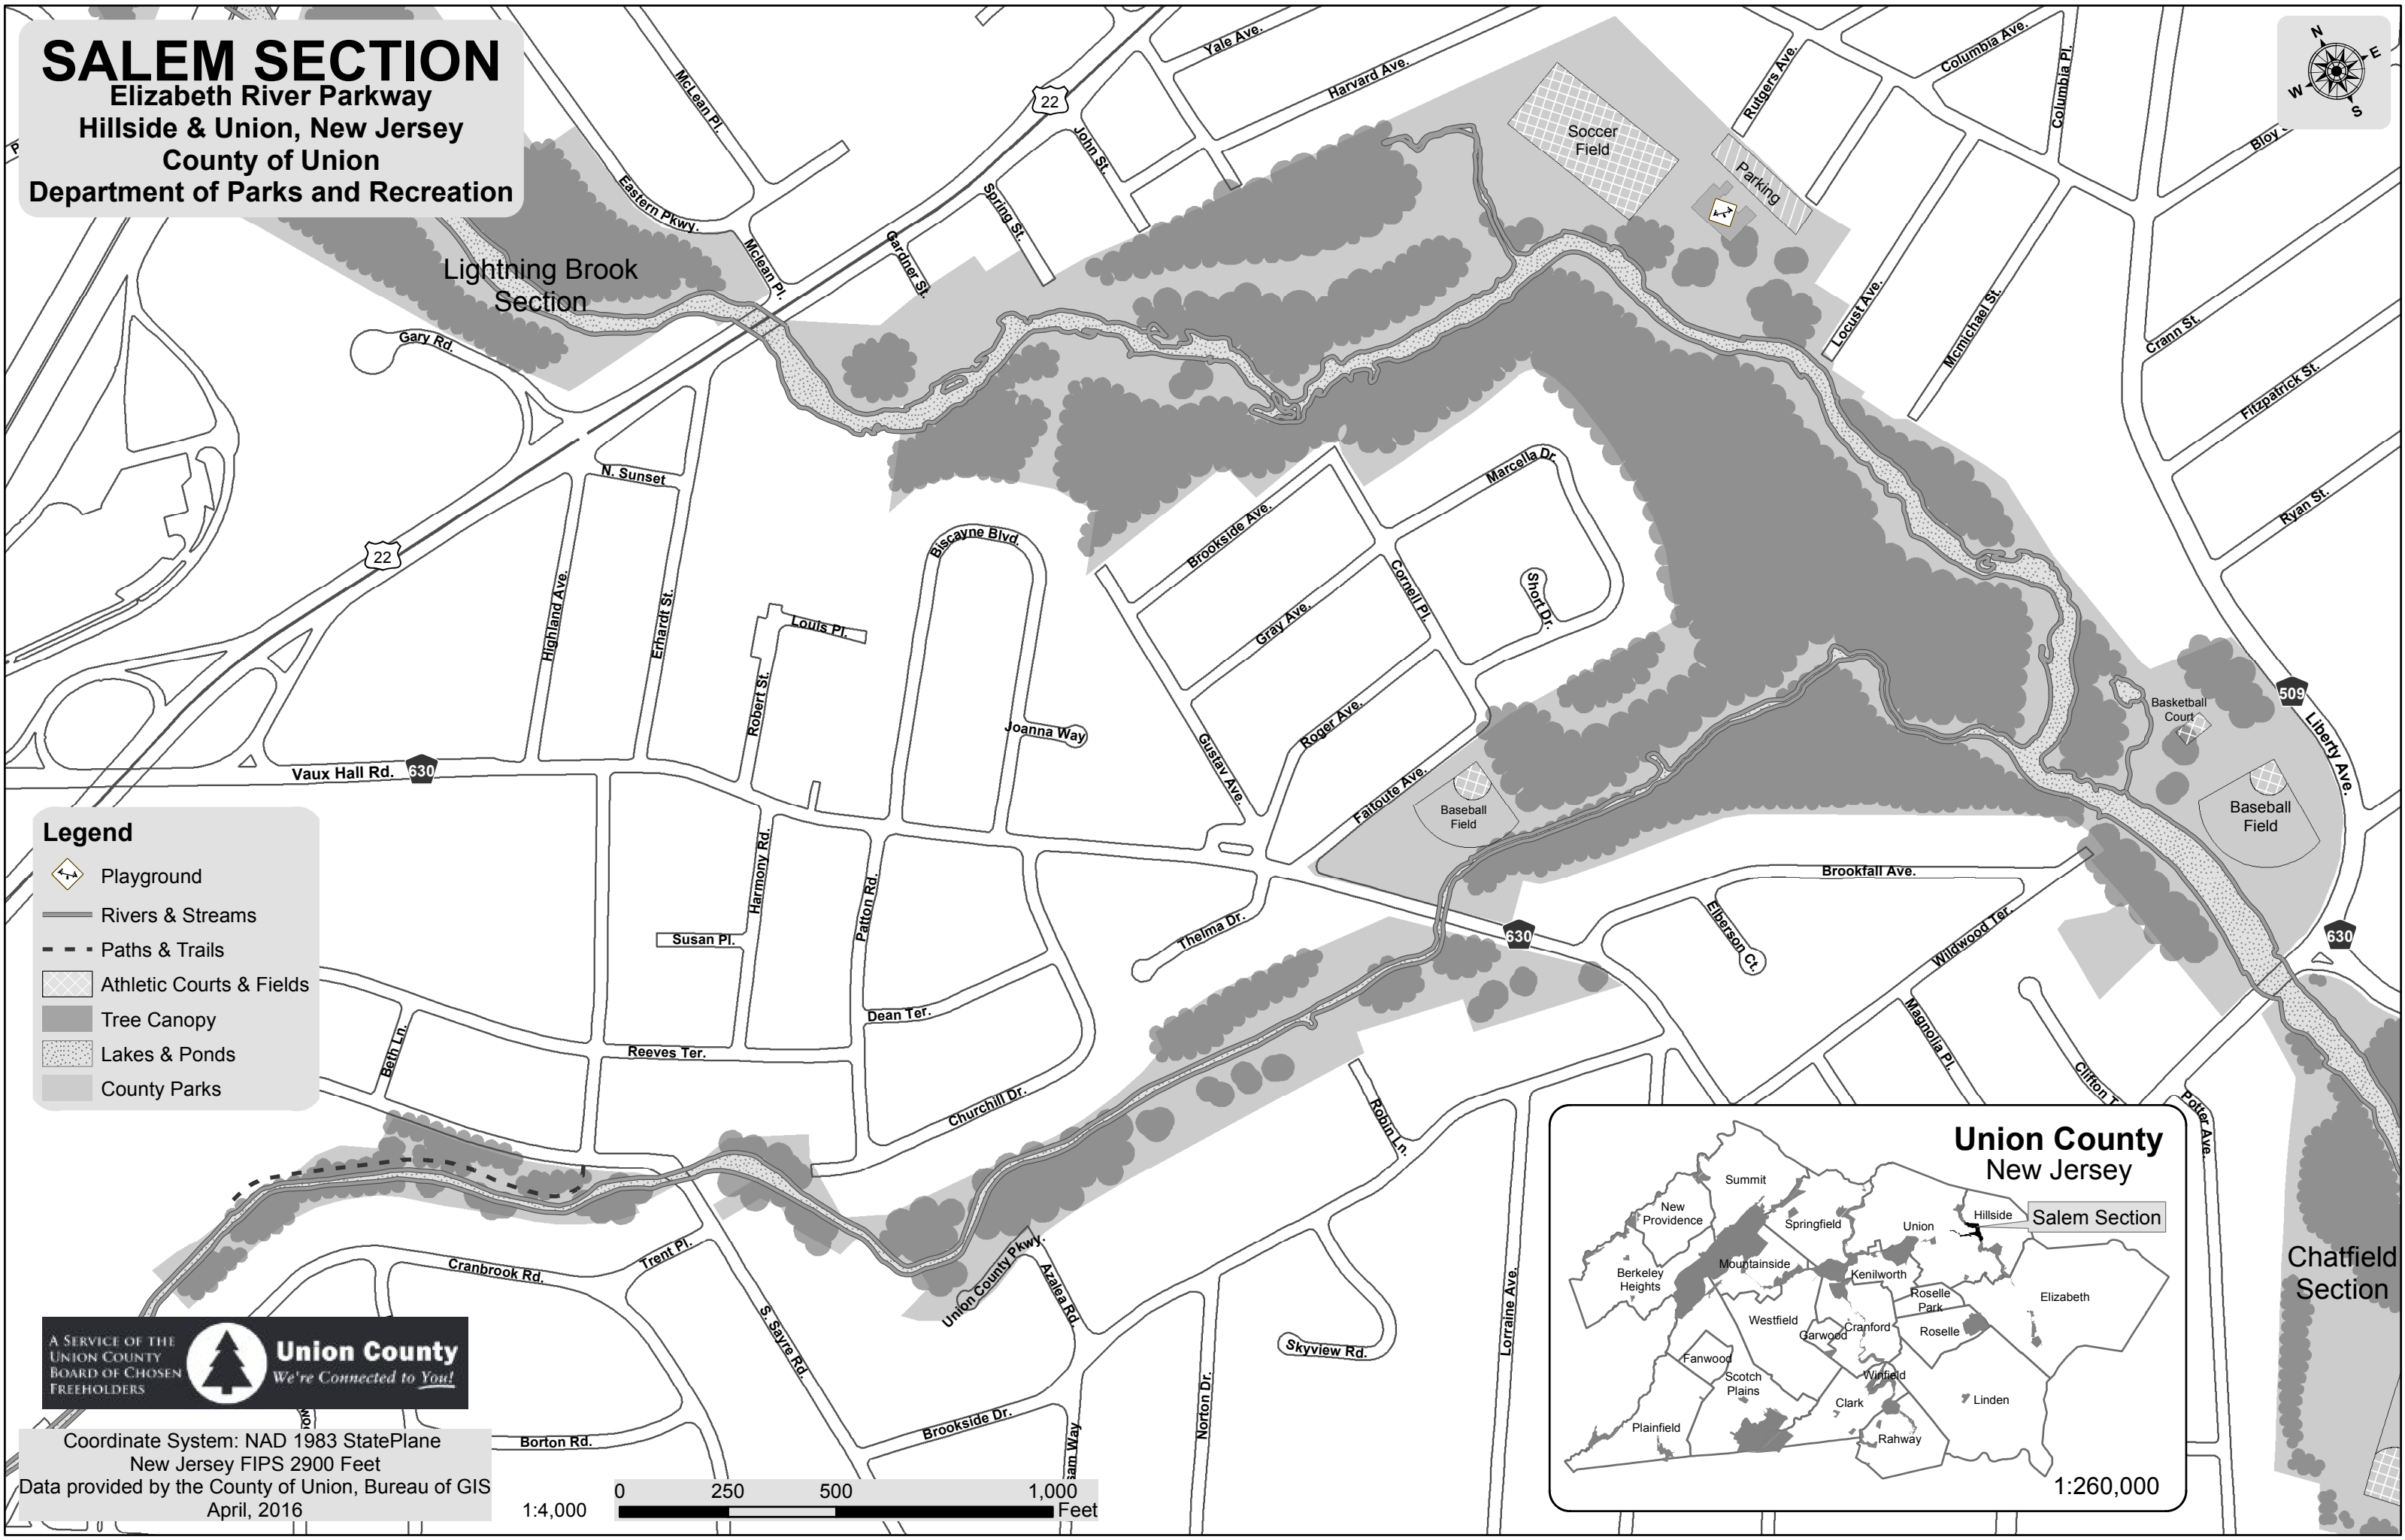 SALEM SECTION
Elizabeth River Parkway
Hillside & Union, New Jersey
County of Union
Department of Parks and Recreation
N
E
S
W
Yale Ave.
Harvard Ave.
Rutgers Ave.
Columbia Ave.
Columbia Pl.
McLean Pl.
22
John St.
Soccer
Field
Parking
Eastern Pkwy.
Spring St.
Gardner St.
Mclean Pl.
Lightning Brook
Section
Gary Rd.
Locust Ave.
Mcmichael St.
Crann St.
Fitzpatrick St.
Ryan St.
N. Sunset
Marcella Dr.
Brookside Ave.
Biscayne Blvd.
22
Highland Ave.
Erhardt St.
Louis Pl.
Gray Ave.
Cornell Pl.
Short Dr.
Robert St.
Joanna Way
Roger Ave.
Gustav Ave.
Faitoute Ave.
Basketball
Court
509
Liberty Ave.
Vaux Hall Rd.
630
Baseball
Field
Baseball
Field
Legend
Playground
Rivers & Streams
Paths & Trails
Athletic Courts & Fields
Tree Canopy
Lakes & Ponds
County Parks
Harmony Rd.
Patton Rd.
Susan Pl.
Thelma Dr.
630
Brookfall Ave.
Elberson Ct.
Wildwood Ter.
630
Dean Ter.
Reeves Ter.
Beth Ln.
Churchill Dr.
Robin Ln.
Magnolia Pl.
Clifton T
Potter Ave.
Cranbrook Rd.
Trent Pl.
Union County Pkwy.
Azalea Rd.
S. Sayre Rd.
Skyview Rd.
Lorraine Ave.
Norton Dr.
Brookside Dr.
Borton Rd.
sam Way
Chatfield
Section
Union County
New Jersey
Summit
New
Providence
Springfield
Union
Hillside
Salem Section
Berkeley
Heights
Mountainside
Kenilworth
Roselle
Park
Elizabeth
Westfield
Garwood
Cranford
Roselle
Fanwood
Scotch
Plains
Winfield
Clark
Linden
Plainfield
Rahway
1:260,000
A SERVICE OF THE
UNION COUNTY
BOARD OF CHOSEN
FREEHOLDERS
Union County
We're Connected to You!
Coordinate System: NAD 1983 StatePlane
New Jersey FIPS 2900 Feet
Data provided by the County of Union, Bureau of GIS
April, 2016
1:4,000
0 250 500 1,000
Feet